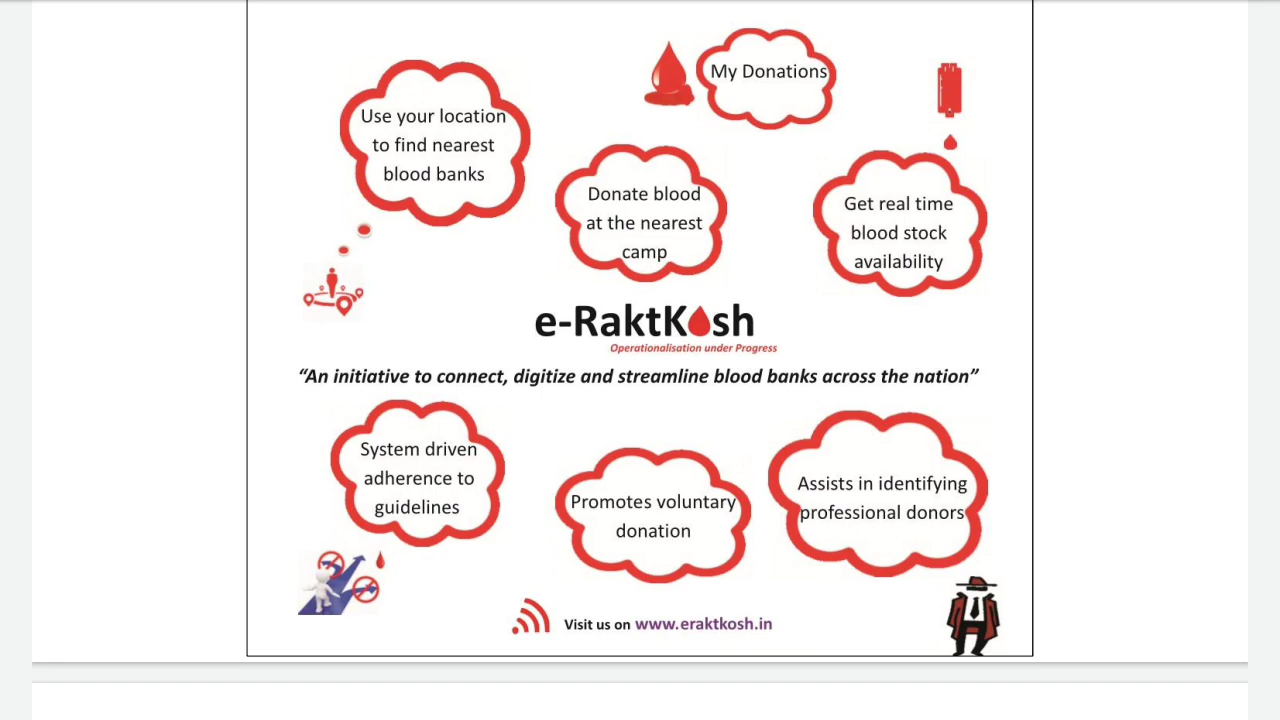 My Donations
Use your location
to find nearest
blood banks
Donate blood
at the nearest
camp
Get real time
blood stock
availability
e-RaktKosh
Operationalisation under Progress
“An initiative to connect, digitize and streamline blood banks across the nation”
System driven
adherence to
guidelines
Promotes voluntary
donation
Assists in identifying
professional donors
Visit us on www.eraktkosh.in